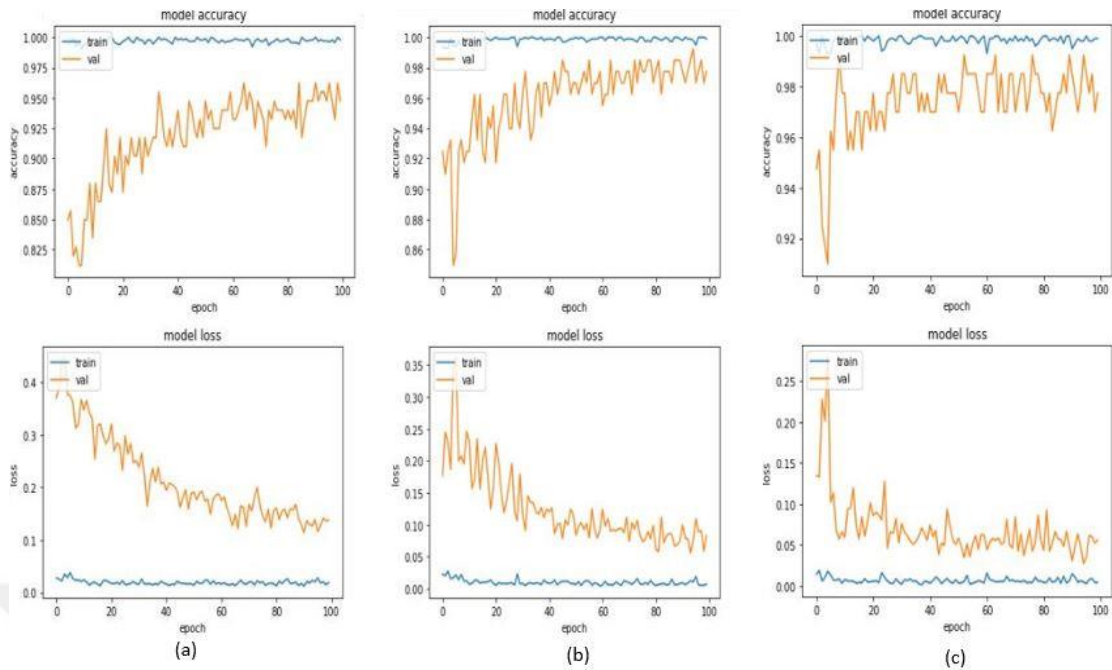 model accuracy
1.000
0.975
0.950
0.925
0.900
0.875
0.850
0.825
accuracy
train
val
0 20 40 60 80 100
epoch
model accuracy
1.00
0.98
0.96
0.94
0.92
0.90
0.88
0.86
accuracy
train
val
0 20 40 60 80 100
epoch
model accuracy
1.00
0.98
0.96
0.94
0.92
accuracy
train
val
0 20 40 60 80 100
epoch
model loss
0.4
0.3
0.2
0.1
0.0
loss
train
val
0 20 40 60 80 100
epoch
(a)
model loss
0.35
0.30
0.25
0.20
0.15
0.10
0.05
0.00
loss
train
val
0 20 40 60 80 100
epoch
(b)
model loss
0.25
0.20
0.15
0.10
0.05
0.00
loss
train
val
0 20 40 60 80 100
epoch
(c)